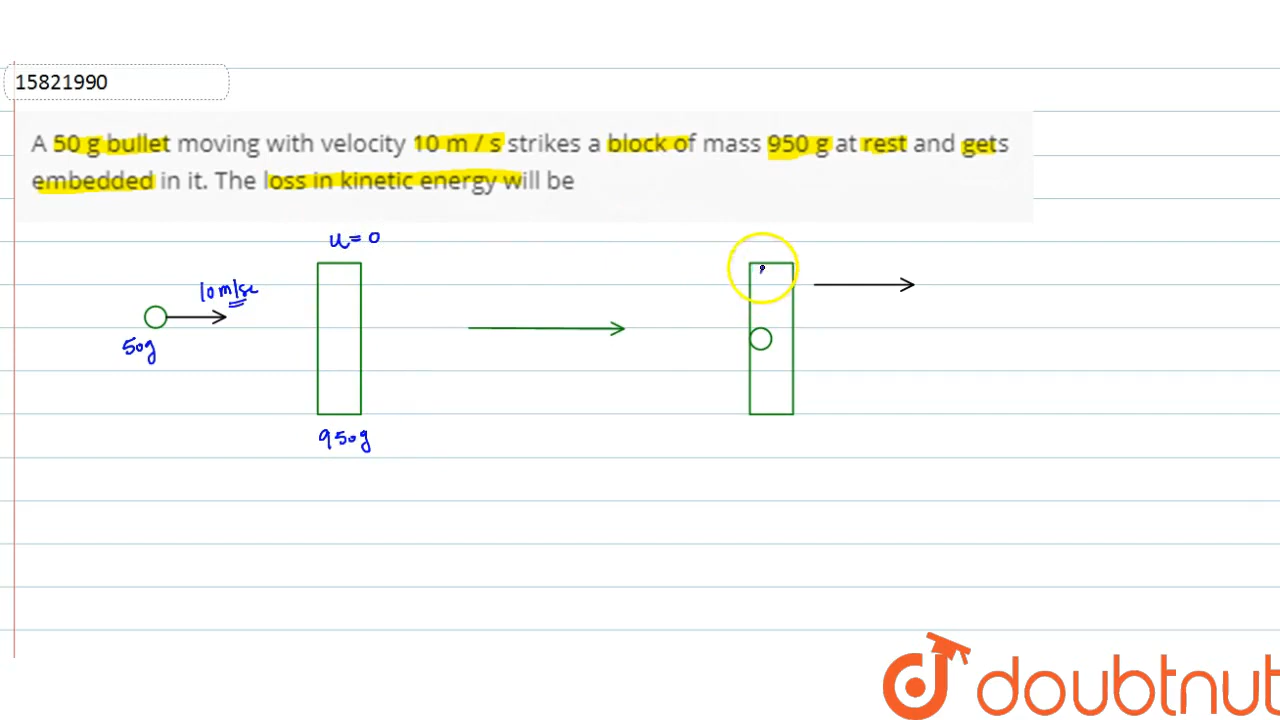 15821990
A 50 g bullet moving with velocity 10 m / s strikes a block of mass 950 g at rest and gets
embedded in it. The loss in kinetic energy will be
u = 0
10 m/sec
50g
950g
doubtnut